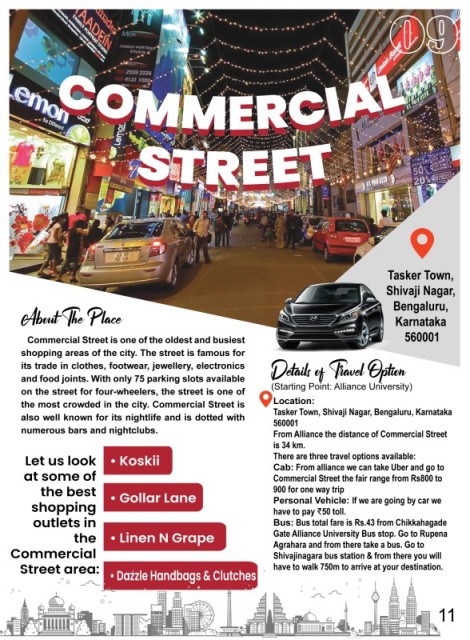 09
AADEIN
Lemon
the Different
2559 2226
4131 7888
COMMERCIAL
STREET
50%
20%
Tasker Town,
Shivaji Nagar,
Bengaluru,
Karnataka
560001
About The Place
Commercial Street is one of the oldest and busiest
shopping areas of the city. The street is famous for
its trade in clothes, footwear, jewellery, electronics
and food joints. With only 75 parking slots available
on the street for four-wheelers, the street is one of
the most crowded in the city. Commercial Street is
also well known for its nightlife and is dotted with
numerous bars and nightclubs.
Let us look
at some of
the best
shopping
outlets in
the
Commercial
Street area:
• Koskii
• Gollar Lane
• Linen N Grape
• Dazzle Handbags & Clutches
Details of Travel Option
(Starting Point: Alliance University)
Location:
Tasker Town, Shivaji Nagar, Bengaluru, Karnataka
560001
From Alliance the distance of Commercial Street
is 34 km.
There are three travel options available:
Cab: From alliance we can take Uber and go to
Commercial Street the fair range from Rs800 to
900 for one way trip
Personal Vehicle: If we are going by car we
have to pay ₹50 toll.
Bus: Bus total fare is Rs.43 from Chikkahagade
Gate Alliance University Bus stop. Go to Rupena
Agrahara and from there take a bus. Go to
Shivajinagara bus station & from there you will
have to walk 750m to arrive at your destination.
11